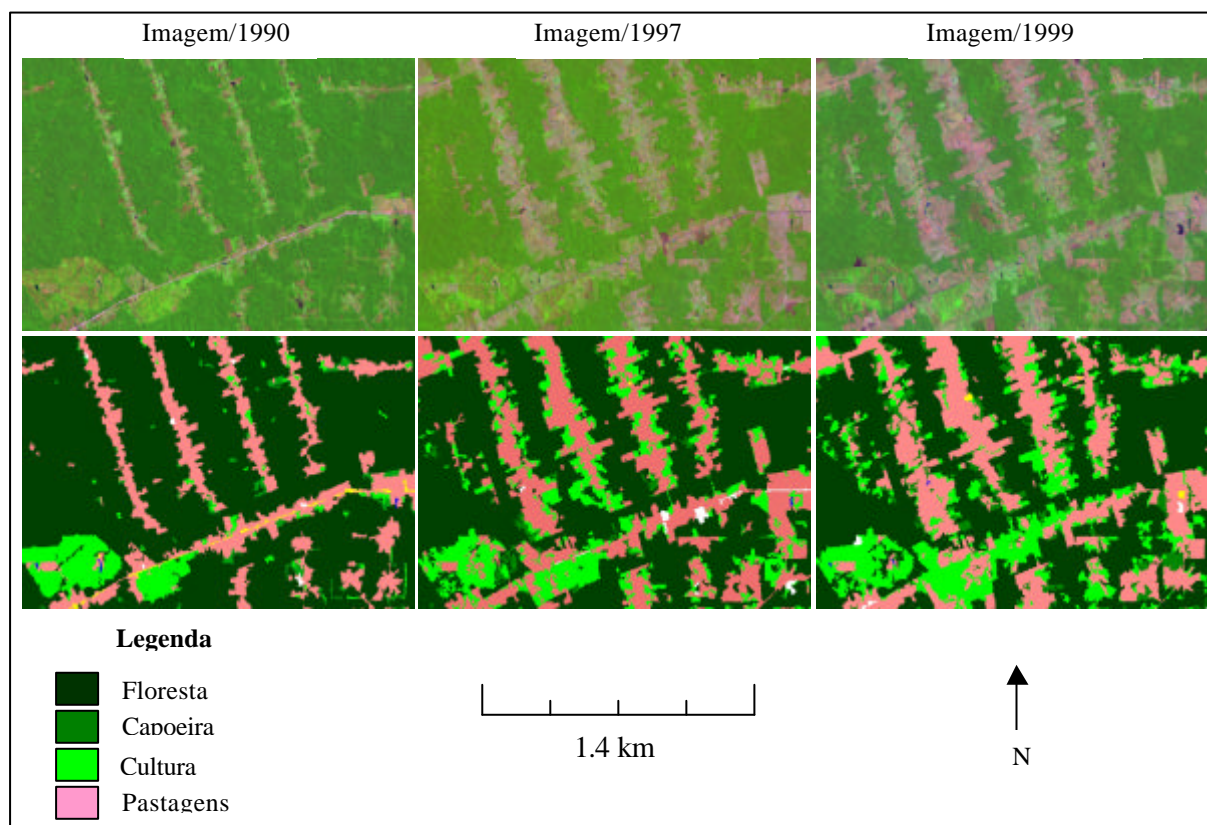 Imagem/1990
Imagem/1997
Imagem/1999
Legenda
Floresta
Capoeira
Cultura
Pastagens
1.4 km
N